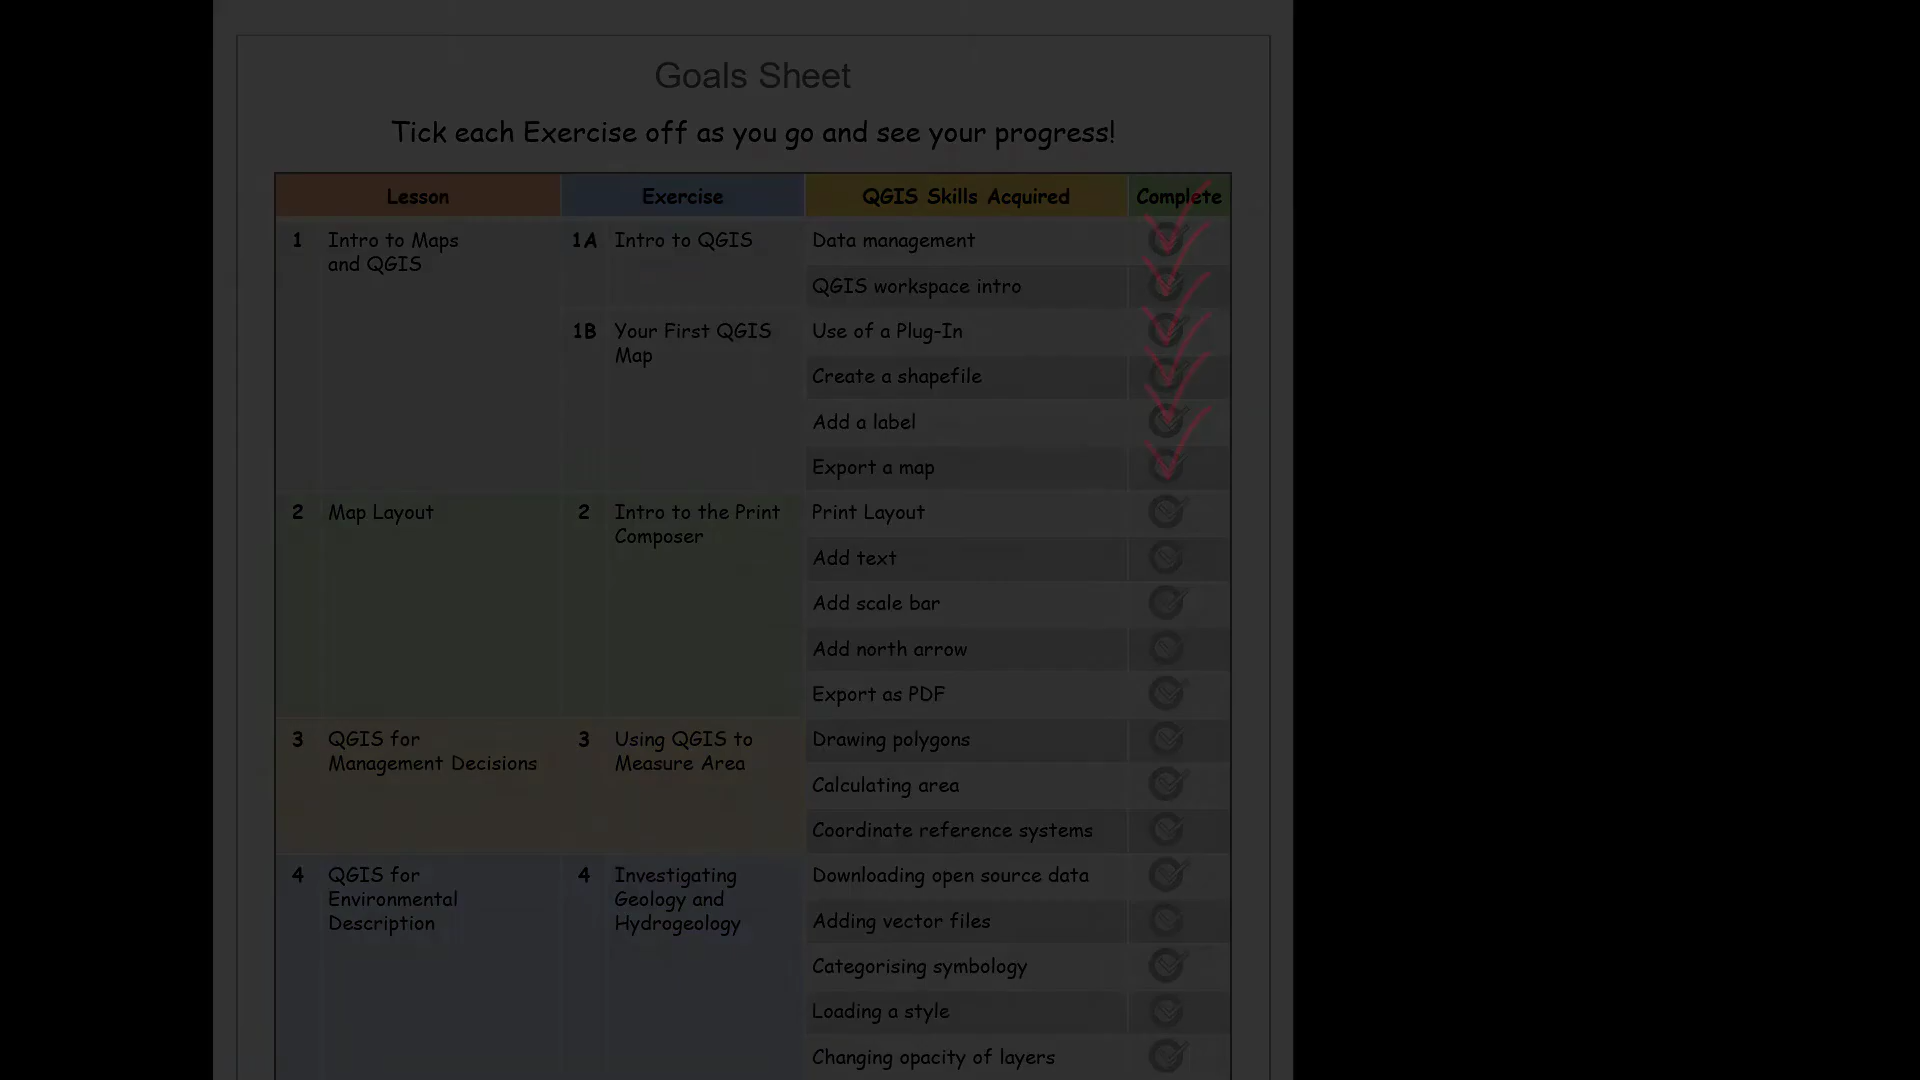 Goals Sheet
Tick each Exercise off as you go and see your progress!
Lesson Exercise QGIS Skills Acquired Complete
1 Intro to Maps and QGIS 1A Intro to QGIS Data management
QGIS workspace intro
1B Your First QGIS Map Use of a Plug-In
Create a shapefile
Add a label
Export a map
2 Map Layout 2 Intro to the Print Composer Print Layout
Add text
Add scale bar
Add north arrow
Export as PDF
3 QGIS for Management Decisions 3 Using QGIS to Measure Area Drawing polygons
Calculating area
Coordinate reference systems
4 QGIS for Environmental Description 4 Investigating Geology and Hydrogeology Downloading open source data
Adding vector files
Categorising symbology
Loading a style
Changing opacity of layers